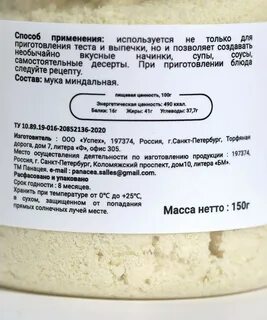 Способ применения: используется не только для
приготовления теста и выпечки, но и позволяет создавать
необычайно вкусные начинки, супы, соусы,
самостоятельные десерты. При приготовлении блюда
следуйте рецепту.
Состав: мука миндальная.
пищевая ценность, 100г
Энергетическая ценность: 490 ккал.
Белки: 16г Жиры: 41г Углеводы: 37,7г
ТУ 10.89.19-016-20852136-2020
Изготовитель : ООО «Успех», 197374, Россия, г.Санкт-Петербург, Торфяная
дорога, дом 7, литера «Ф», офис 305.
Место осуществления деятельности по изготовлению продукции: 197374,
Россия, г. Санкт-Петербург, Коломяжский проспект, дом 10, литера «БМ».
ТМ Панацея. e-mail: panacea.salles@gmail.com.
Расфасовано и упаковано
Срок годности : 8 месяцев.
Хранить при температуре от 0°С до +25°С,
в сухом, защищенном от попадания
прямых солнечных лучей месте.
Масса нетто : 150г